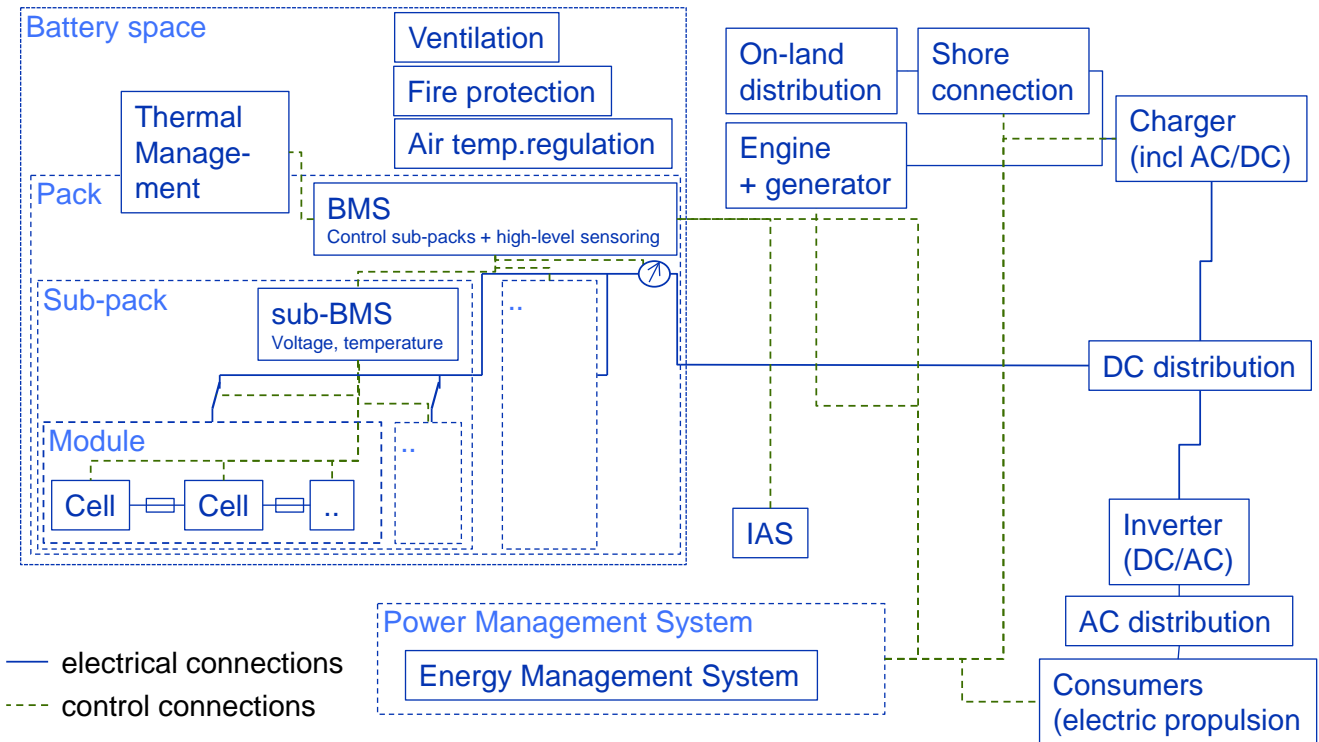 Battery space
Ventilation
Fire protection
Air temp.regulation
Thermal
Manage-
ment
Pack
BMS
Control sub-packs + high-level sensoring
Sub-pack
sub-BMS
Voltage, temperature
..
Module
..
Cell
Cell
..
On-land
distribution
Shore
connection
Engine
+ generator
Charger
(incl AC/DC)
DC distribution
IAS
Inverter
(DC/AC)
AC distribution
Consumers
(electric propulsion
Power Management System
Energy Management System
electrical connections
control connections